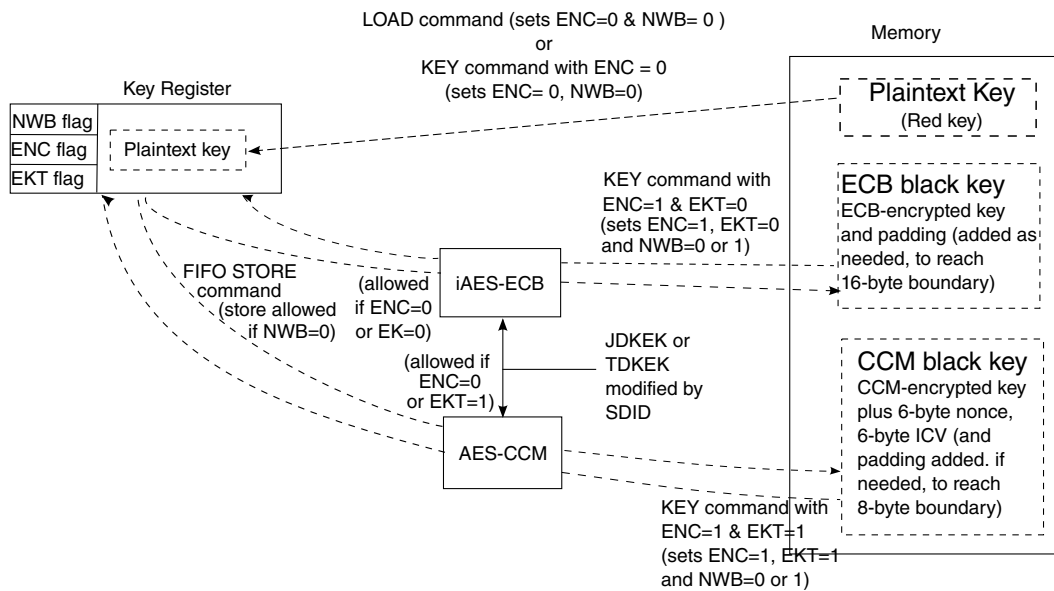 LOAD command (sets ENC=0 & NWB= 0 )
or
KEY command with ENC = 0
(sets ENC= 0, NWB=0)
Memory
Key Register
NWB flag
ENC flag
EKT flag
Plaintext key
Plaintext Key
(Red key)
KEY command with
ENC=1 & EKT=0
(sets ENC=1, EKT=0
and NWB=0 or 1)
ECB black key
ECB-encrypted key
and padding (added as
needed, to reach
16-byte boundary)
FIFO STORE
command
(store allowed
if NWB=0)
(allowed
if ENC=0
or EK=0)
iAES-ECB
(allowed if
ENC=0
or EKT=1)
JDKEK or
TDKEK
modified by
SDID
AES-CCM
CCM black key
CCM-encrypted key
plus 6-byte nonce,
6-byte ICV (and
padding added. if
needed, to reach
8-byte boundary)
KEY command with
ENC=1 & EKT=1
(sets ENC=1, EKT=1
and NWB=0 or 1)